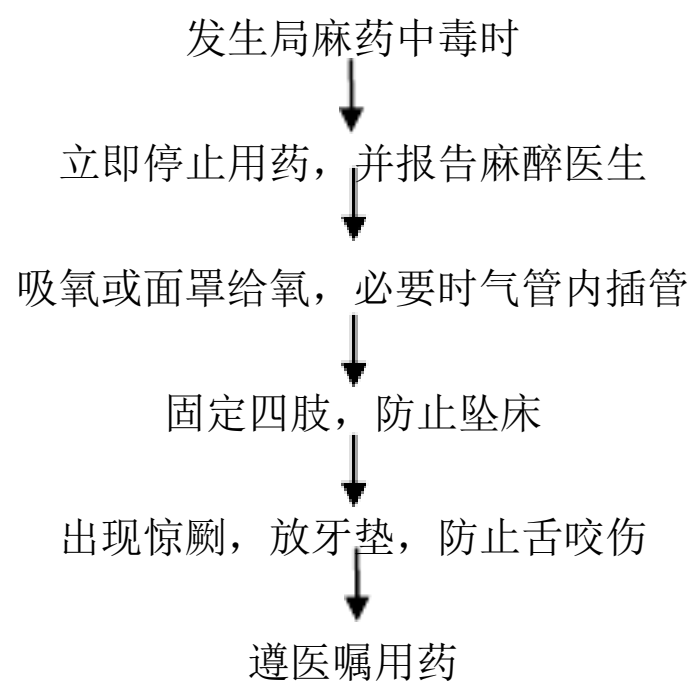 发生局麻药中毒时
立即停止用药，并报告麻醉医生
吸氧或面罩给氧，必要时气管内插管
固定四肢，防止坠床
出现惊厥，放牙垫，防止舌咬伤
遵医嘱用药